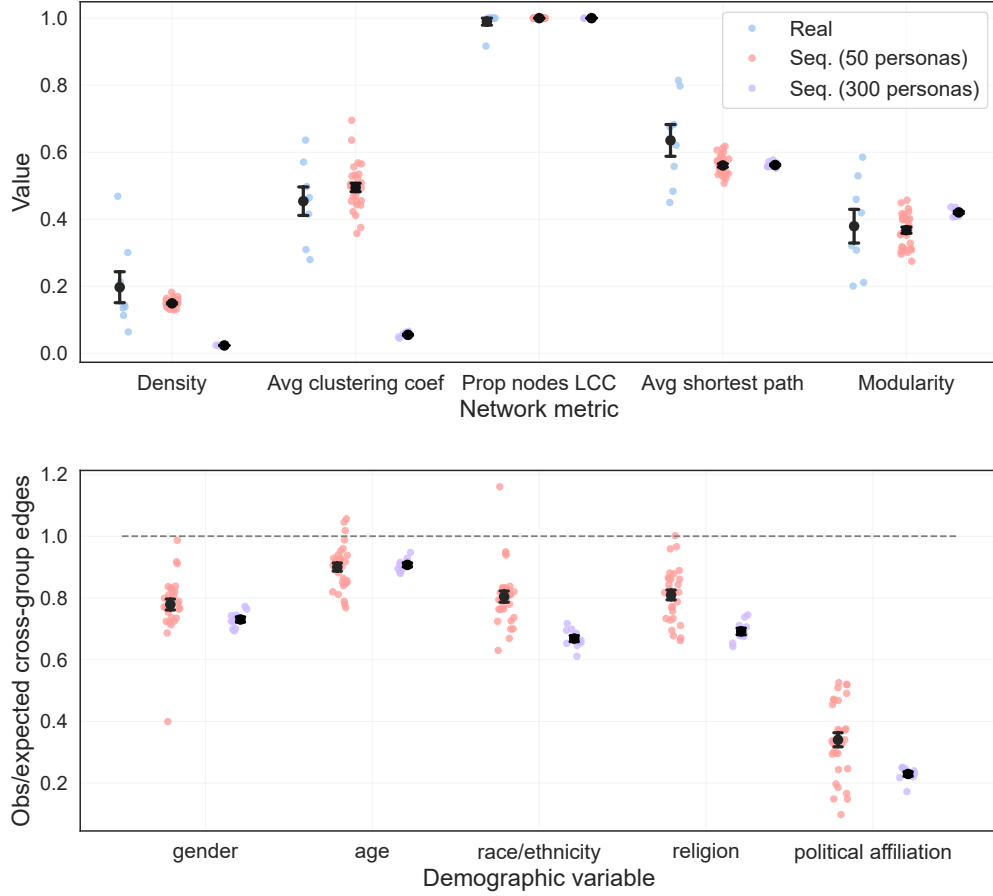 1.0
0.8
0.6
0.4
0.2
0.0
Value
Real
Seq. (50 personas)
Seq. (300 personas)
Density
Avg clustering coef
Prop nodes LCC
Avg shortest path
Modularity
Network metric
1.2
1.0
0.8
0.6
0.4
0.2
Obs/expected cross-group edges
gender
age
race/ethnicity
religion
political affiliation
Demographic variable